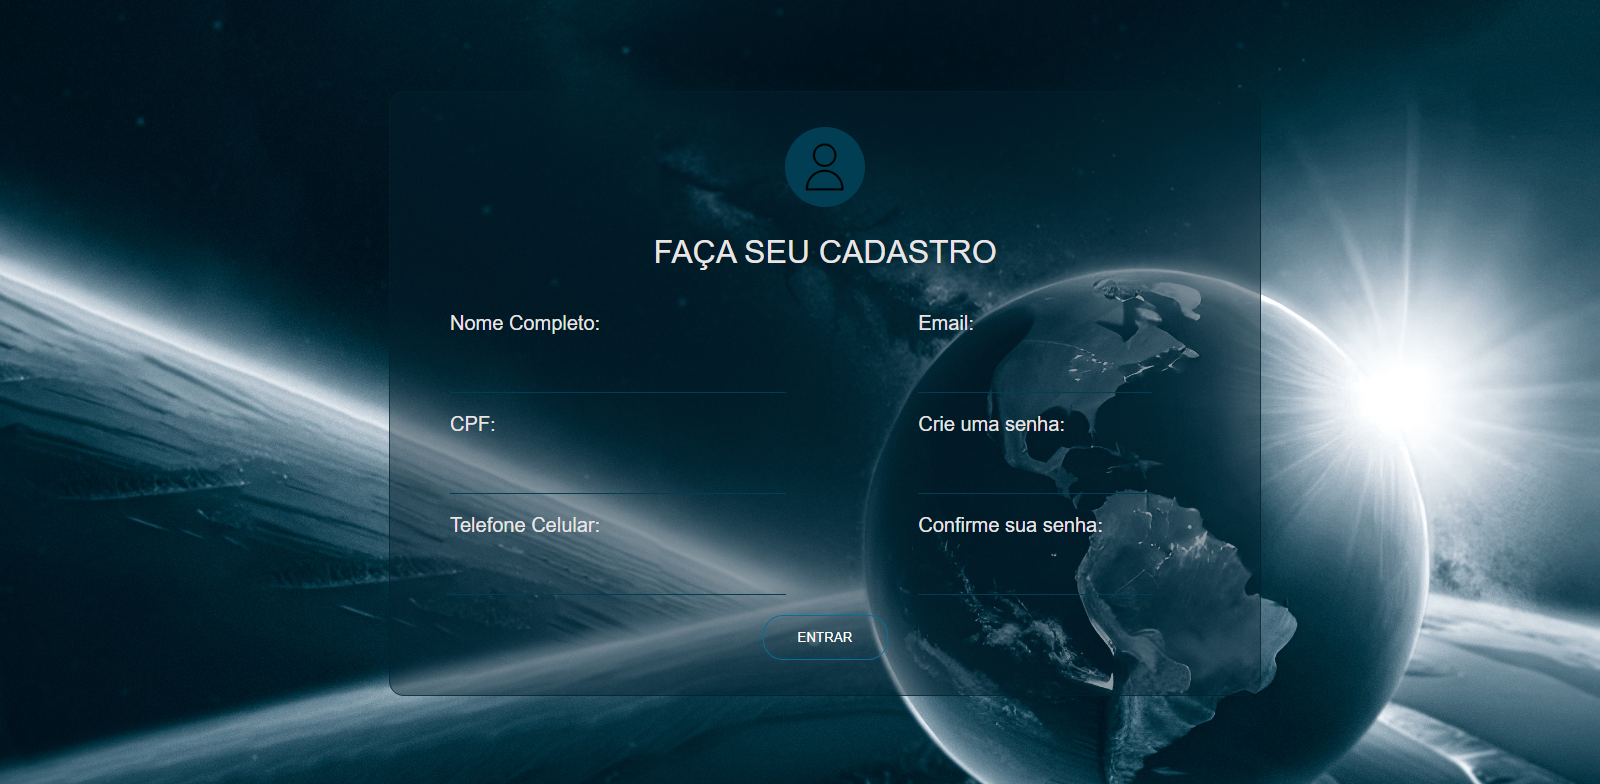 FAÇA SEU CADASTRO
Nome Completo:
Email:
CPF:
Crie uma senha:
Telefone Celular:
Confirme sua senha:
ENTRAR